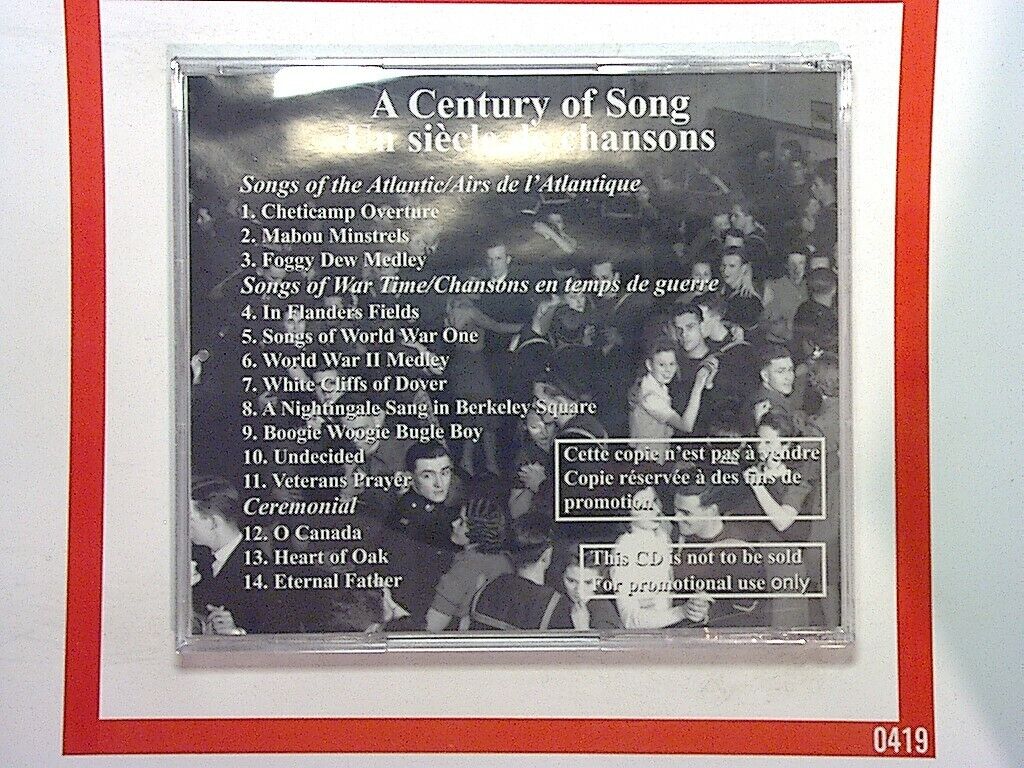 A Century of Song
Un siècle de chansons
Songs of the Atlantic/Airs de l'Atlantique
1. Cheticamp Overture
2. Mabou Minstrels
3. Foggy Dew Medley
Songs of War Time/Chansons en temps de guerre
4. In Flanders Fields
5. Songs of World War One
6. World War II Medley
7. White Cliffs of Dover
8. A Nightingale Sang in Berkeley Square
9. Boogie Woogie Bugle Boy
10. Undecided
11. Veterans Prayer
Ceremonial
12. O Canada
13. Heart of Oak
14. Eternal Father
Cette copie n'est pas à vendre
Copie réservée à des fins de
promotion
This CD is not to be sold
For promotional use only
0419